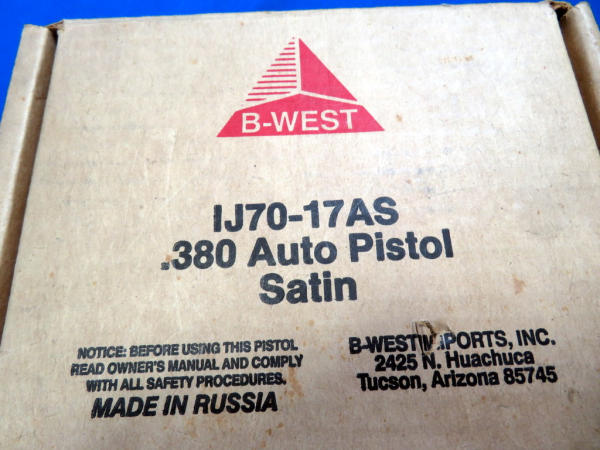 B-WEST
IJ70-17AS
.380 Auto Pistol
Satin
NOTICE: BEFORE USING THIS PISTOL
READ OWNER'S MANUAL AND COMPLY
WITH ALL SAFETY PROCEDURES.
MADE IN RUSSIA
B-WEST IMPORTS, INC.
2425 N. Huachuca
Tucson, Arizona 85745